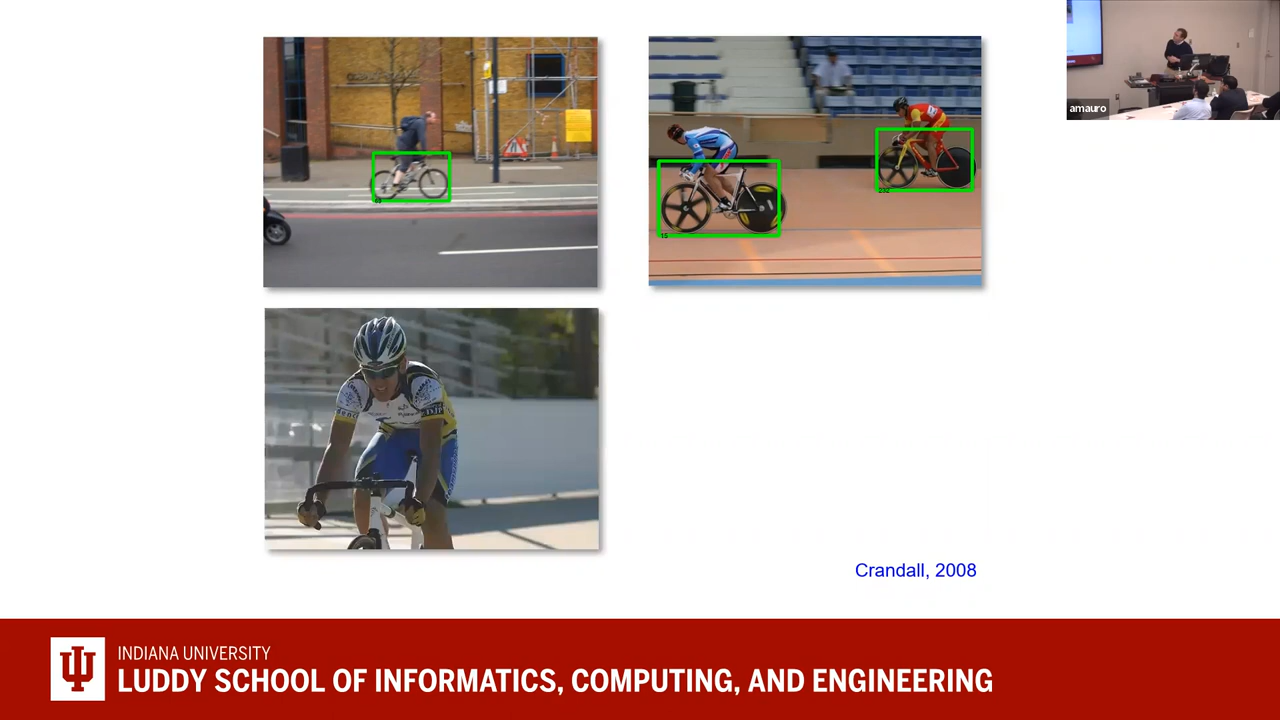 amauro
Crandall, 2008
INDIANA UNIVERSITY
LUDDY SCHOOL OF INFORMATICS, COMPUTING, AND ENGINEERING